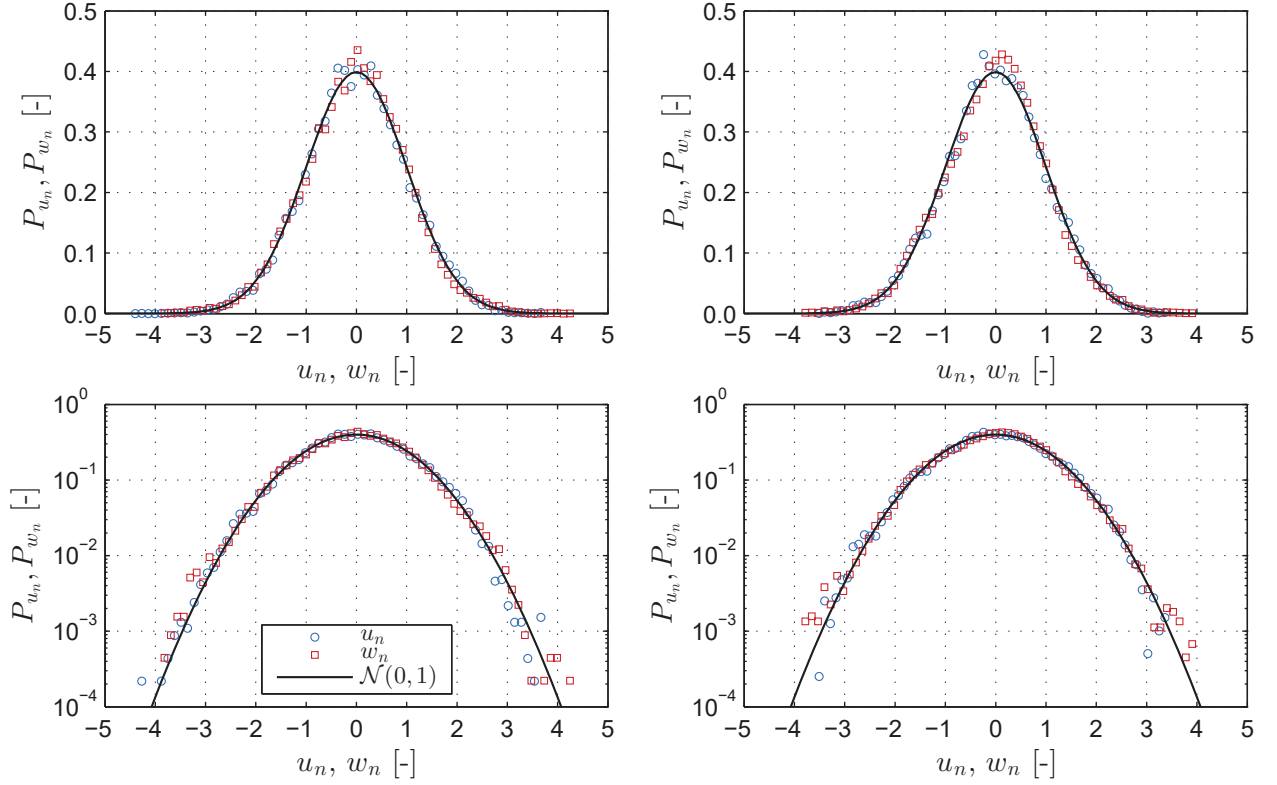 0.5
0.4
0.3
0.2
0.1
0.0
P_{u_n}, P_{w_n} [-]
−5 −4 −3 −2 −1 0 1 2 3 4 5
u_n, w_n [-]
0.5
0.4
0.3
0.2
0.1
0.0
P_{u_n}, P_{w_n} [-]
−5 −4 −3 −2 −1 0 1 2 3 4 5
u_n, w_n [-]
10^0
10^{−1}
10^{−2}
10^{−3}
10^{−4}
P_{u_n}, P_{w_n} [-]
u_n
w_n
𝒩(0, 1)
−5 −4 −3 −2 −1 0 1 2 3 4 5
u_n, w_n [-]
10^0
10^{−1}
10^{−2}
10^{−3}
10^{−4}
P_{u_n}, P_{w_n} [-]
−5 −4 −3 −2 −1 0 1 2 3 4 5
u_n, w_n [-]